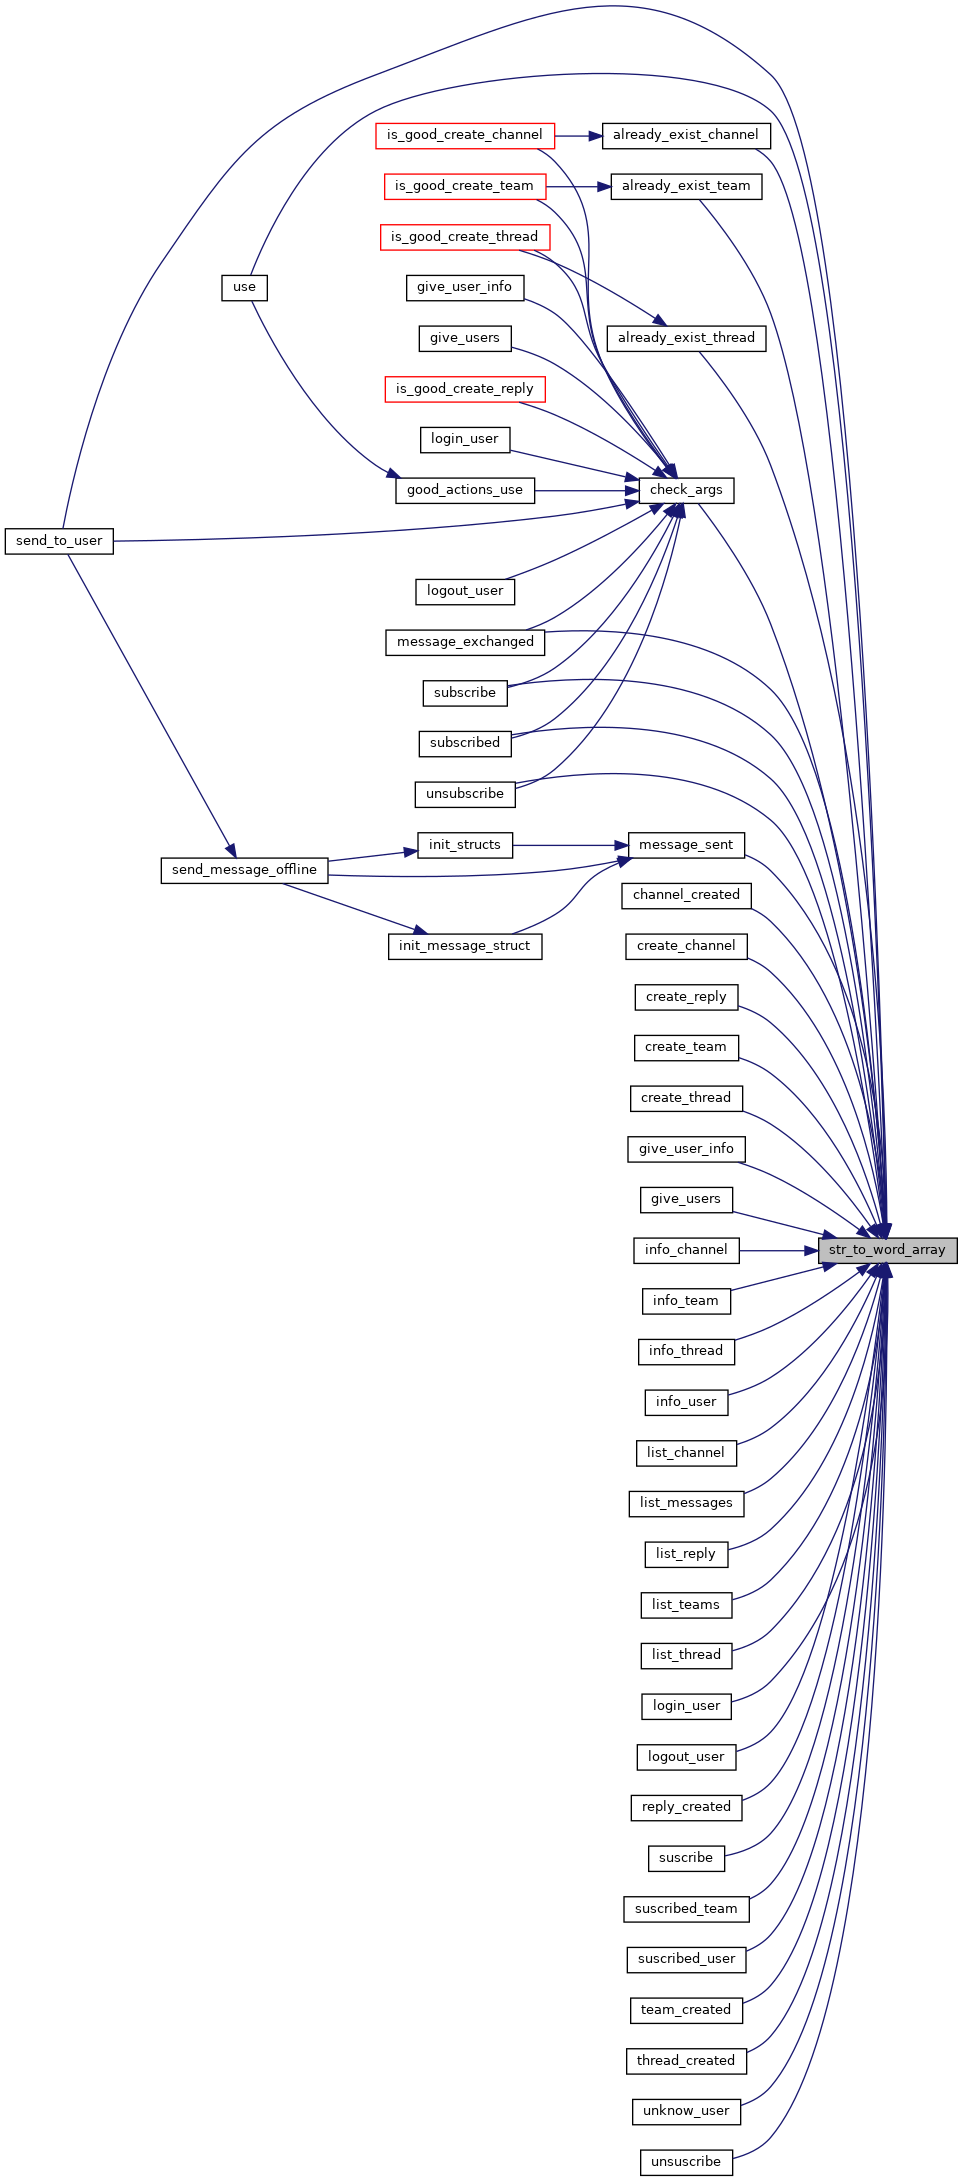 is_good_create_channel
already_exist_channel
is_good_create_team
already_exist_team
is_good_create_thread
use
give_user_info
give_users
already_exist_thread
is_good_create_reply
login_user
good_actions_use
check_args
send_to_user
logout_user
message_exchanged
subscribe
subscribed
unsubscribe
init_structs
message_sent
send_message_offline
channel_created
init_message_struct
create_channel
create_reply
create_team
create_thread
give_user_info
give_users
info_channel
str_to_word_array
info_team
info_thread
info_user
list_channel
list_messages
list_reply
list_teams
list_thread
login_user
logout_user
reply_created
suscribe
suscribed_team
suscribed_user
team_created
thread_created
unknow_user
unsuscribe